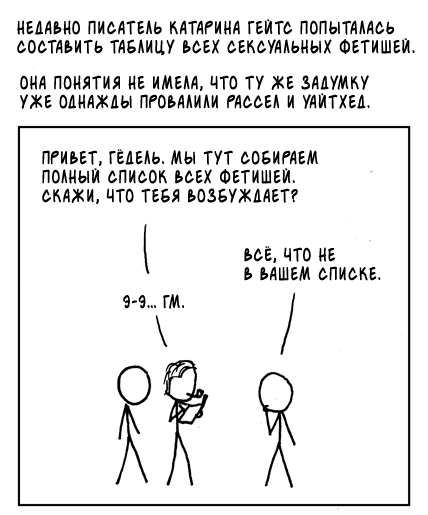 НЕДАВНО ПИСАТЕЛЬ КАТАРИНА ГЕЙТС ПОПЫТАЛАСЬ
СОСТАВИТЬ ТАБЛИЦУ ВСЕХ СЕКСУАЛЬНЫХ ФЕТИШЕЙ.
ОНА ПОНЯТИЯ НЕ ИМЕЛА, ЧТО ТУ ЖЕ ЗАДУМКУ
УЖЕ ОДНАЖДЫ ПРОВАЛИЛИ РАССЕЛ И УАЙТХЕД.
ПРИВЕТ, ГЁДЕЛЬ. МЫ ТУТ СОБИРАЕМ
ПОЛНЫЙ СПИСОК ВСЕХ ФЕТИШЕЙ.
СКАЖИ, ЧТО ТЕБЯ ВОЗБУЖДАЕТ?
ВСЁ, ЧТО НЕ
В ВАШЕМ СПИСКЕ.
Э-Э... ГМ.